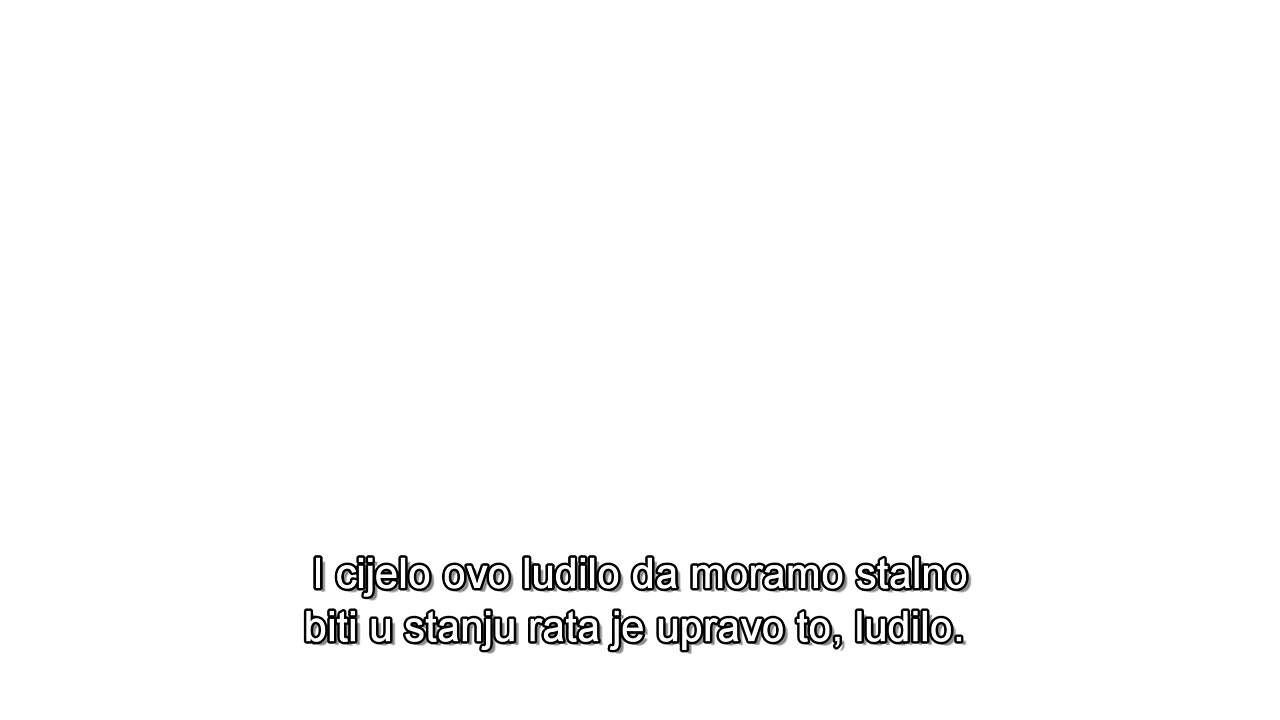 I cijelo ovo ludilo da moramo stalno
biti u stanju rata je upravo to, ludilo.